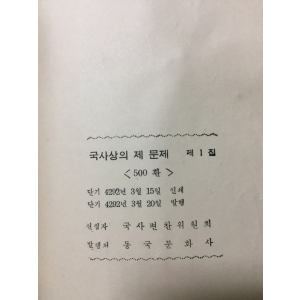 국사상의 제 문제 제 1 집
< 500 환 >
단기 4292년 3월 15일 인쇄
단기 4292년 3월 20일 발행
편집자 국사편찬위원회
발행처 동국문화사